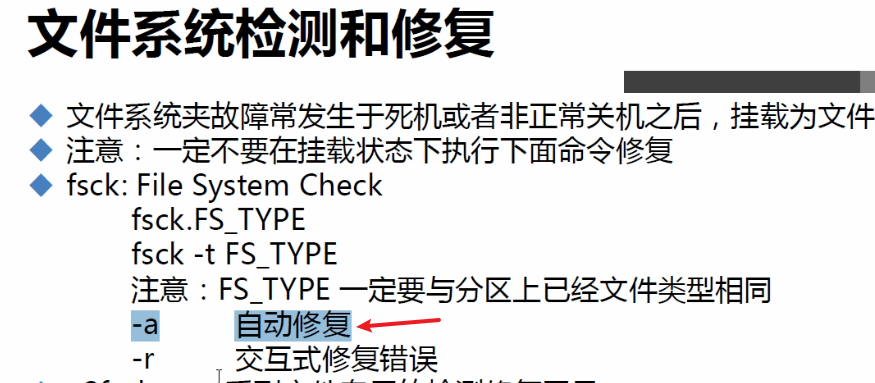 文件系统检测和修复
文件系统夹故障常发生于死机或者非正常关机之后，挂载为文件
注意：一定不要在挂载状态下执行下面命令修复
fsck: File System Check
fsck.FS_TYPE
fsck -t FS_TYPE
注意：FS_TYPE 一定要与分区上已经文件类型相同
-a 自动修复
-r 交互式修复错误